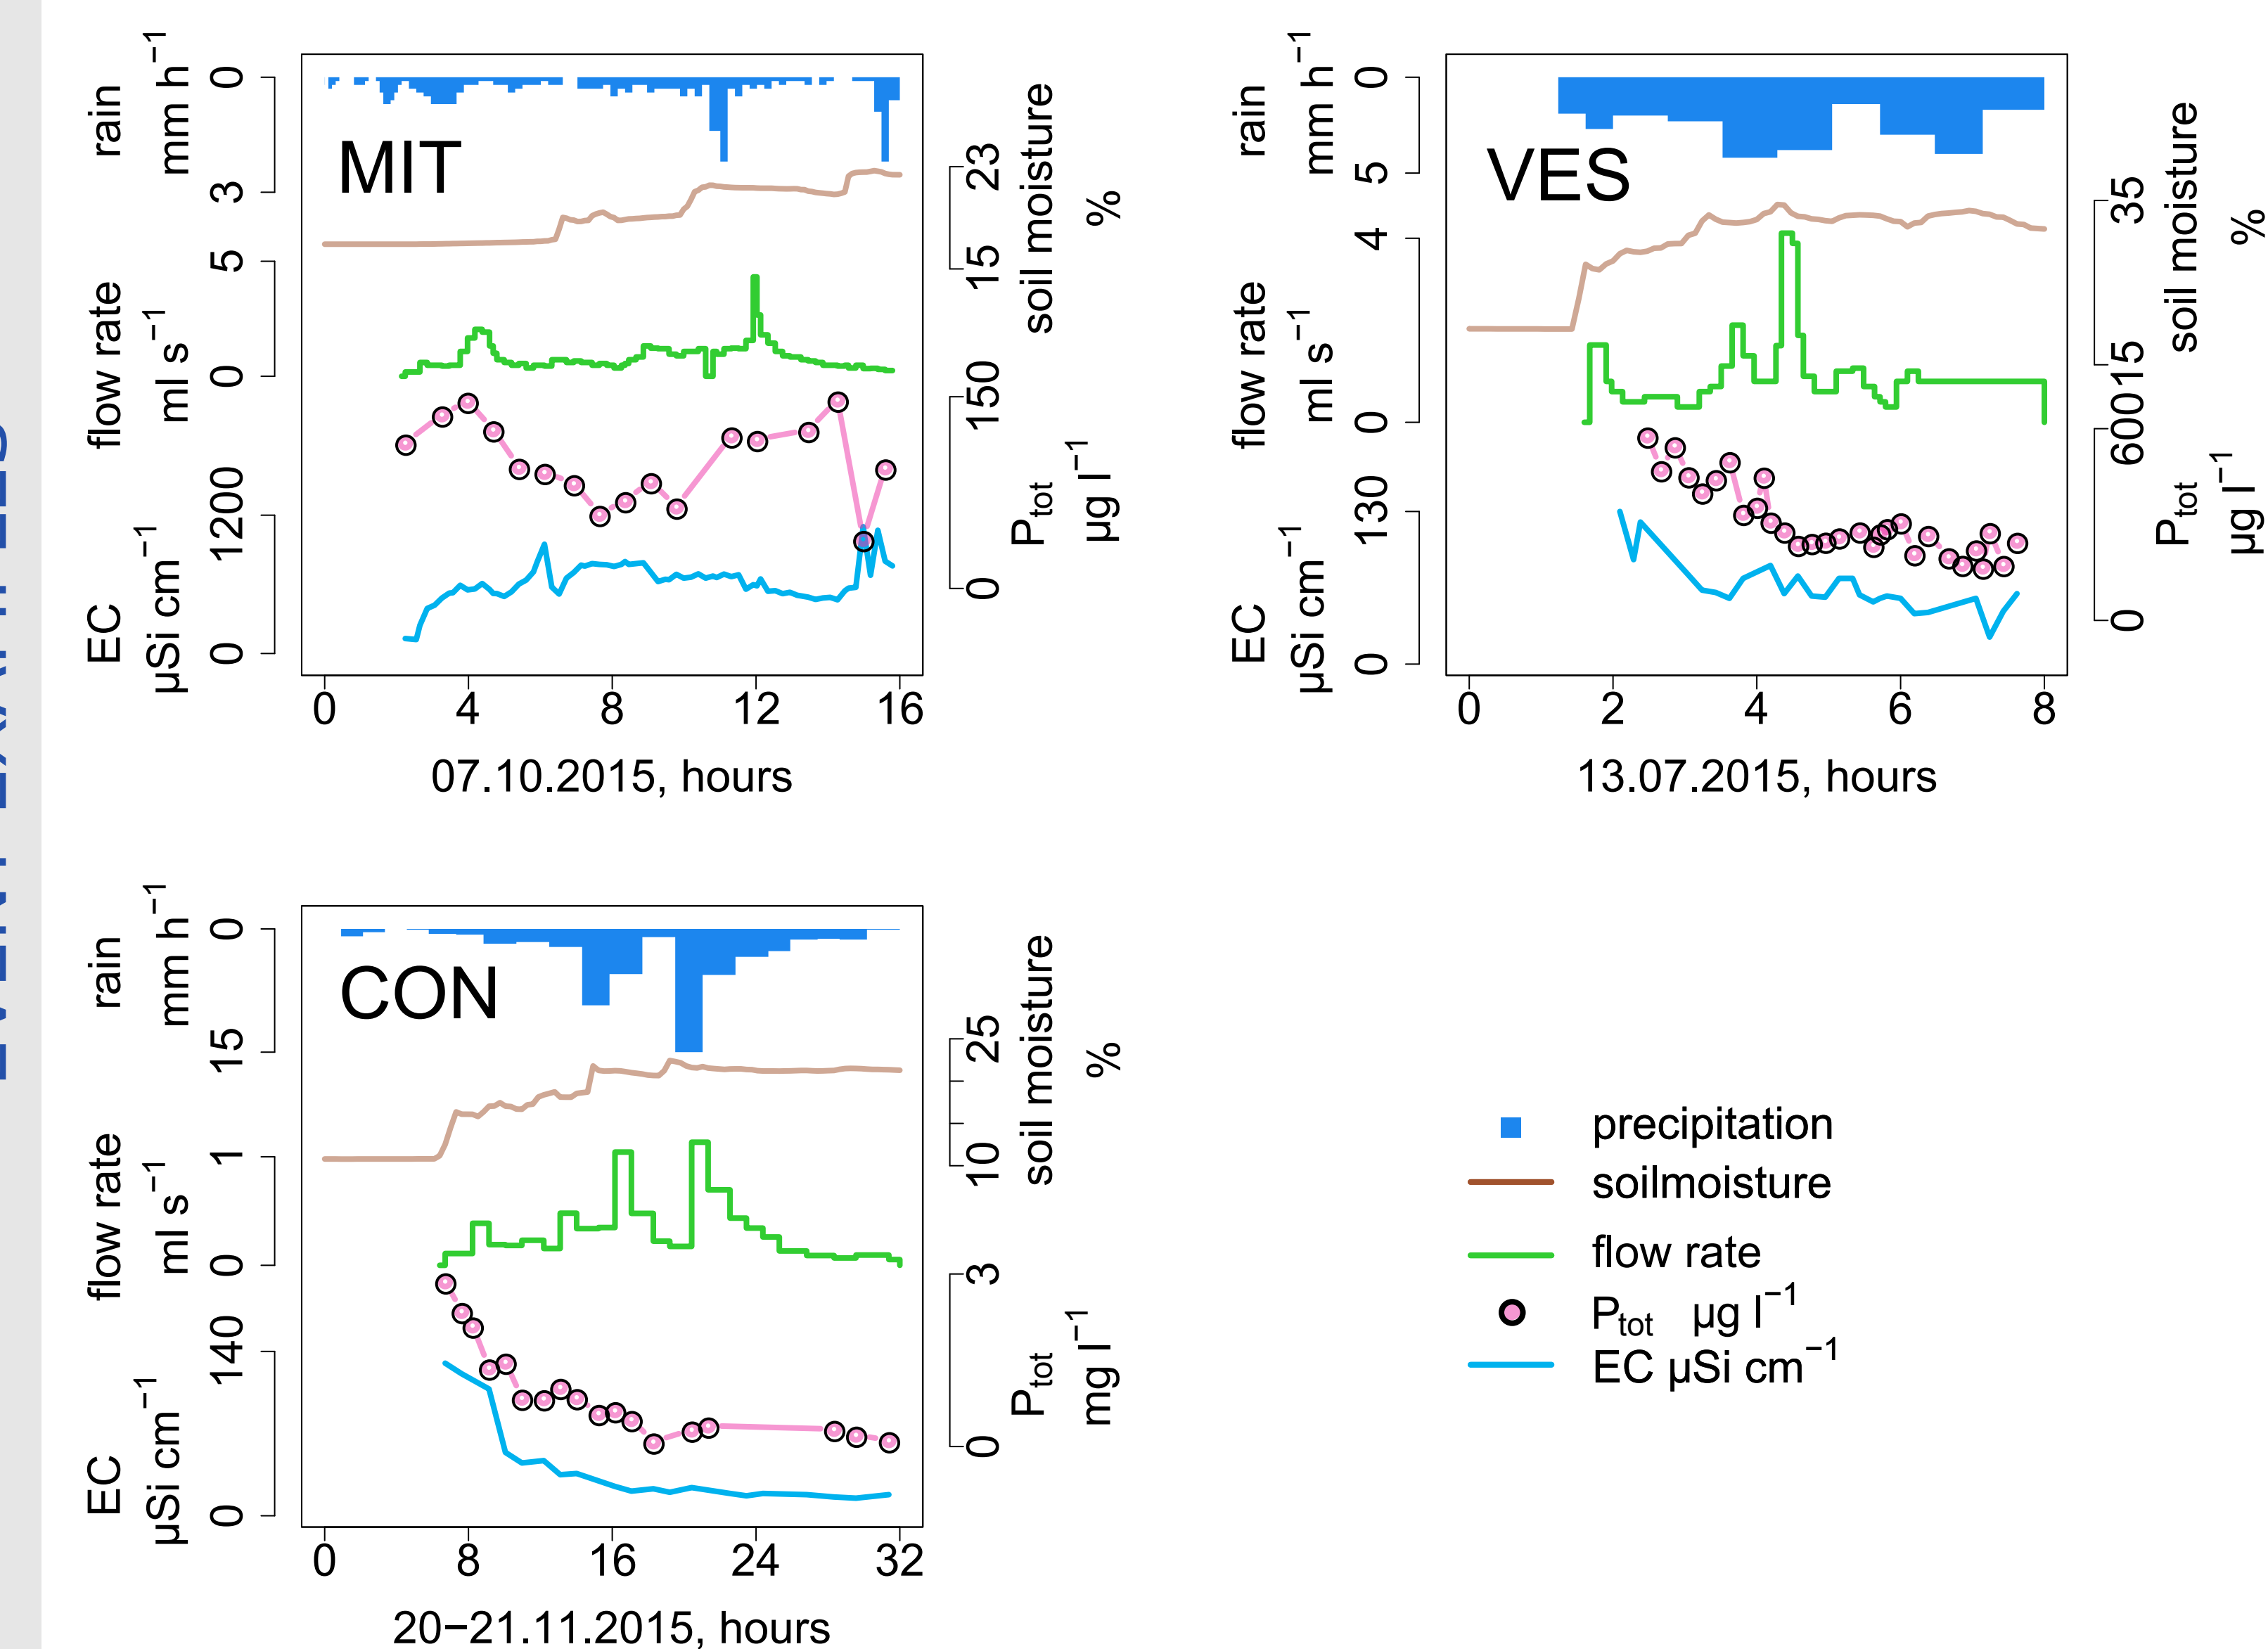 MIT
rain
mm h−1
0
3
soil moisture
%
23
15
flow rate
ml s−1
5
0
Ptot
µg l−1
150
0
EC
µSi cm−1
1200
0
0 4 8 12 16
07.10.2015, hours
VES
rain
mm h−1
0
5
soil moisture
%
35
15
flow rate
ml s−1
4
0
Ptot
µg l−1
600
0
EC
µSi cm−1
130
0
0 2 4 6 8
13.07.2015, hours
CON
rain
mm h−1
0
15
soil moisture
%
25
10
flow rate
ml s−1
1
0
Ptot
mg l−1
3
0
EC
µSi cm−1
140
0
0 8 16 24 32
20−21.11.2015, hours
precipitation
soilmoisture
flow rate
Ptot µg l−1
EC µSi cm−1